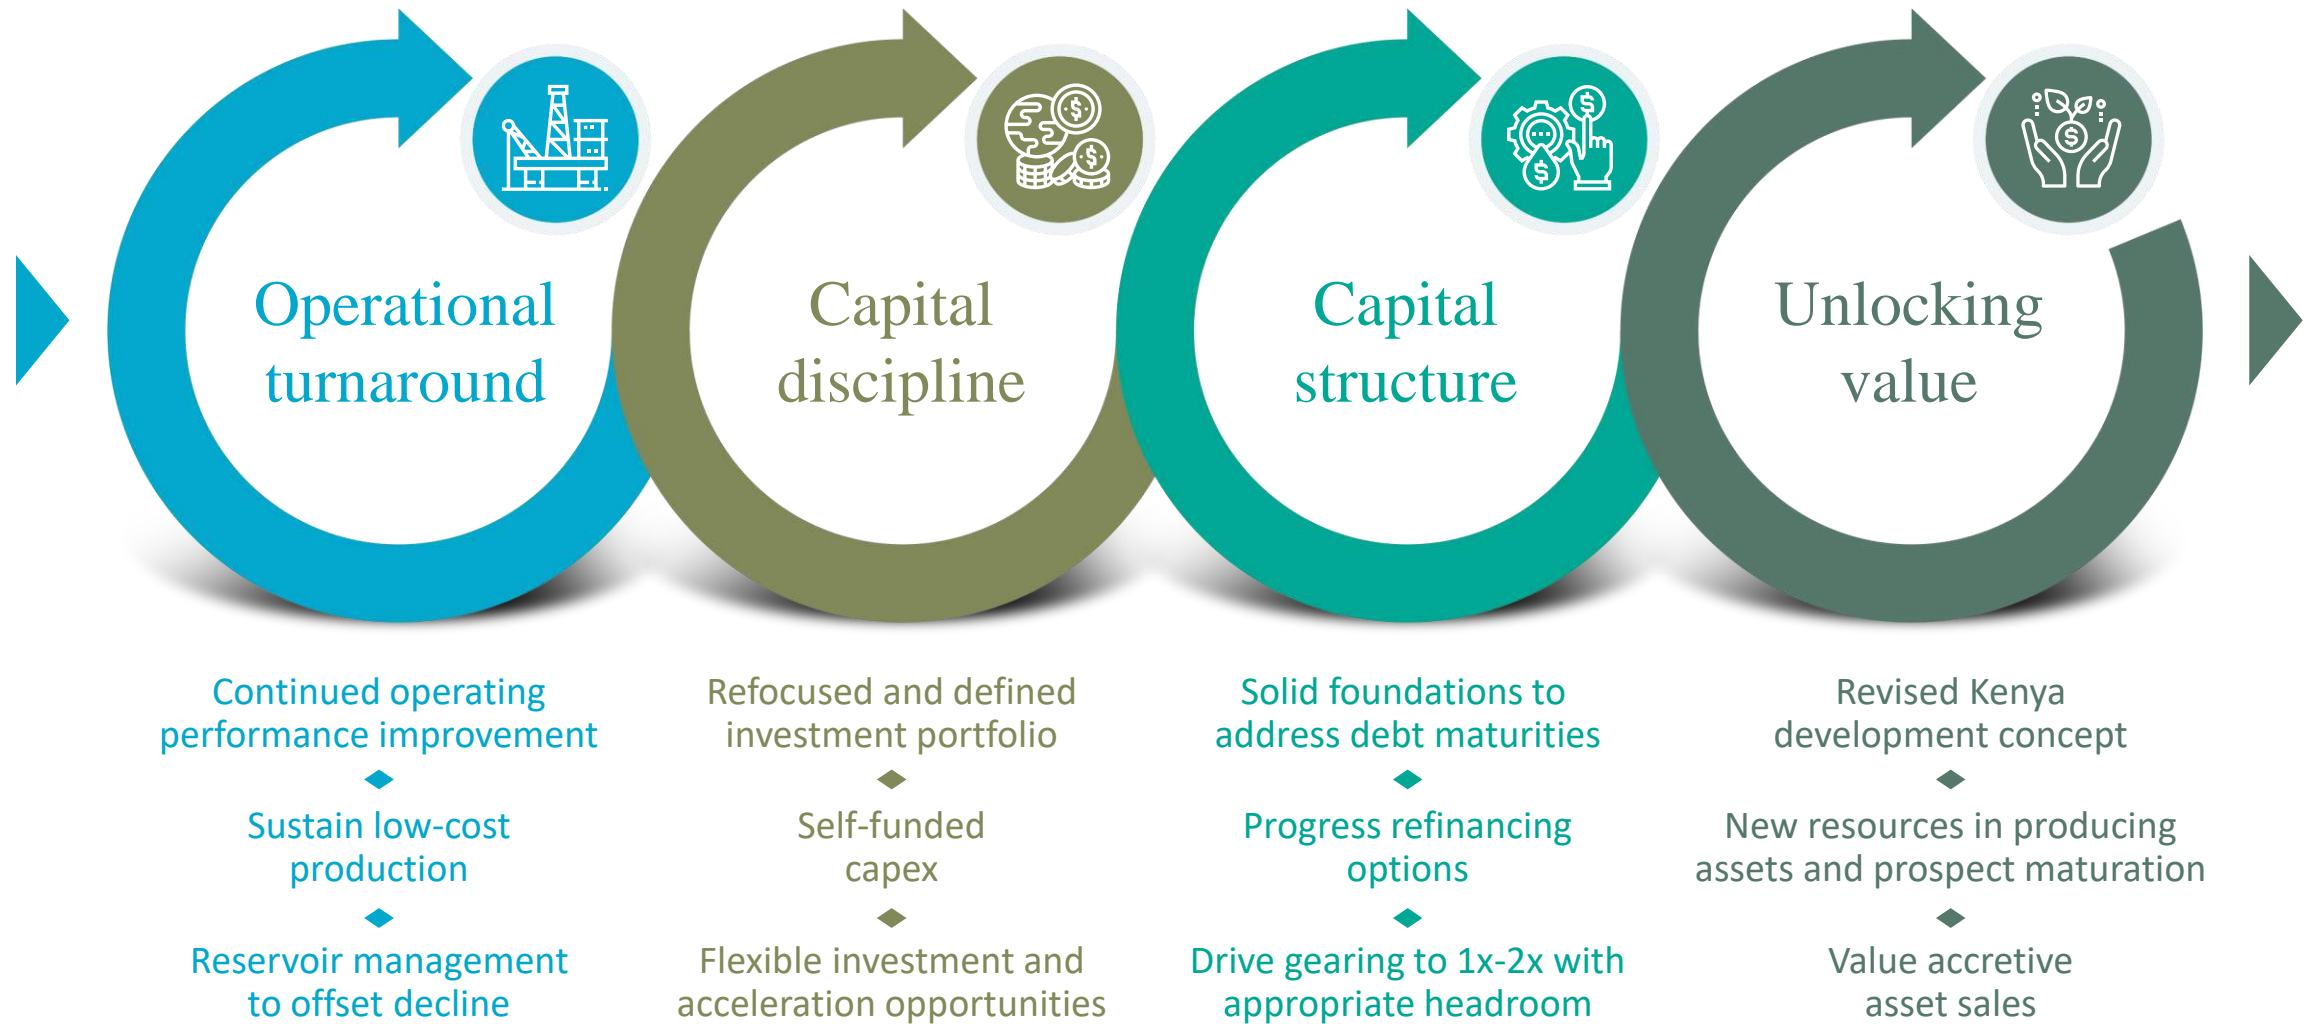 Operational
turnaround
Capital
discipline
Capital
structure
Unlocking
value
Continued operating
performance improvement
Sustain low-cost
production
Reservoir management
to offset decline
Refocused and defined
investment portfolio
Self-funded
capex
Flexible investment and
acceleration opportunities
Solid foundations to
address debt maturities
Progress refinancing
options
Drive gearing to 1x-2x with
appropriate headroom
Revised Kenya
development concept
New resources in producing
assets and prospect maturation
Value accretive
asset sales